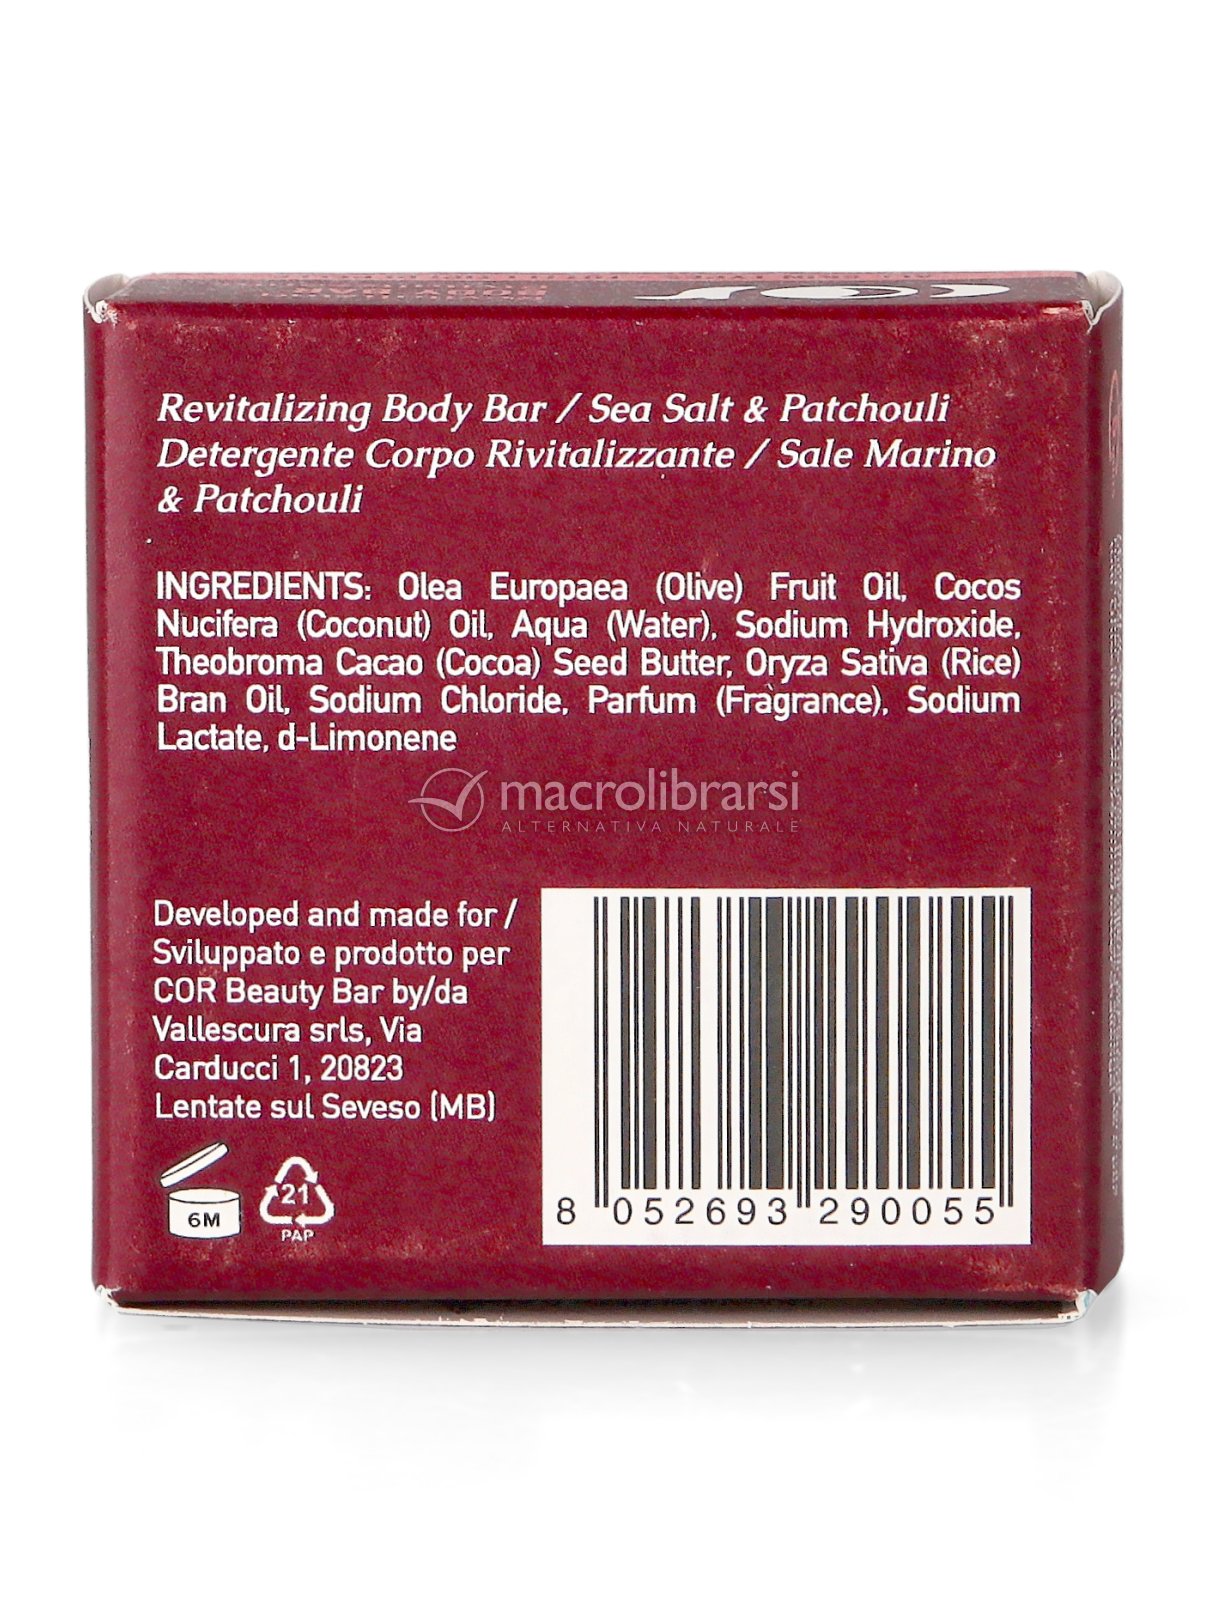 Revitalizing Body Bar / Sea Salt & Patchouli
Detergente Corpo Rivitalizzante / Sale Marino
& Patchouli
INGREDIENTS: Olea Europaea (Olive) Fruit Oil, Cocos
Nucifera (Coconut) Oil, Aqua (Water), Sodium Hydroxide,
Theobroma Cacao (Cocoa) Seed Butter, Oryza Sativa (Rice)
Bran Oil, Sodium Chloride, Parfum (Fragrance), Sodium
Lactate, d-Limonene
macrolibrarsi
ALTERNATIVA NATURALE
Developed and made for /
Sviluppato e prodotto per
COR Beauty Bar by/da
Vallescura srls, Via
Carducci 1, 20823
Lentate sul Seveso (MB)
6M
21
PAP
8 052693 290055